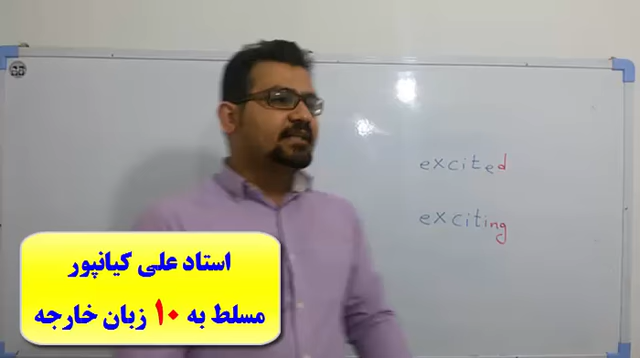 excited
exciting
استاد علی کیانپور
مسلط به ۱۰ زبان خارجه